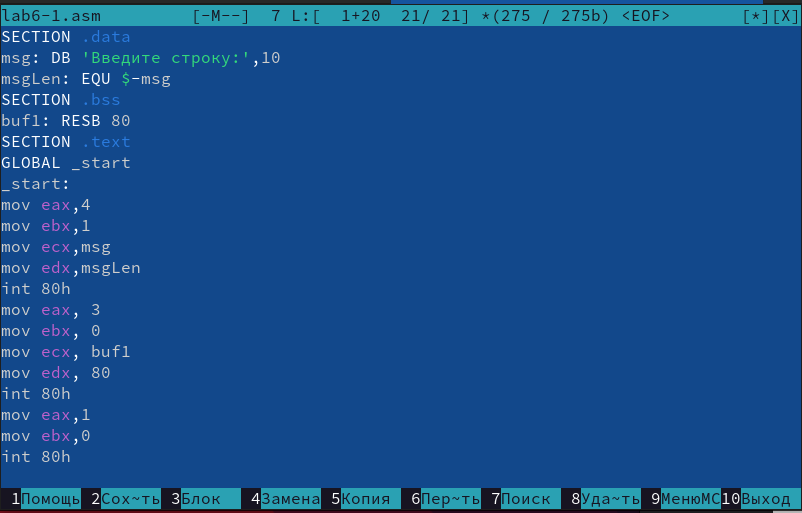 lab6-1.asm [-M--] 7 L:[ 1+20 21/ 21] *(275 / 275b) <EOF> [*][X]
SECTION .data
msg: DB 'Введите строку:',10
msgLen: EQU $-msg
SECTION .bss
buf1: RESB 80
SECTION .text
GLOBAL _start
_start:
mov eax,4
mov ebx,1
mov ecx,msg
mov edx,msgLen
int 80h
mov eax, 3
mov ebx, 0
mov ecx, buf1
mov edx, 80
int 80h
mov eax,1
mov ebx,0
int 80h
1Помощь 2Сох~ть 3Блок 4Замена 5Копия 6Пер~ть 7Поиск 8Уда~ть 9МенюMC 10Выход